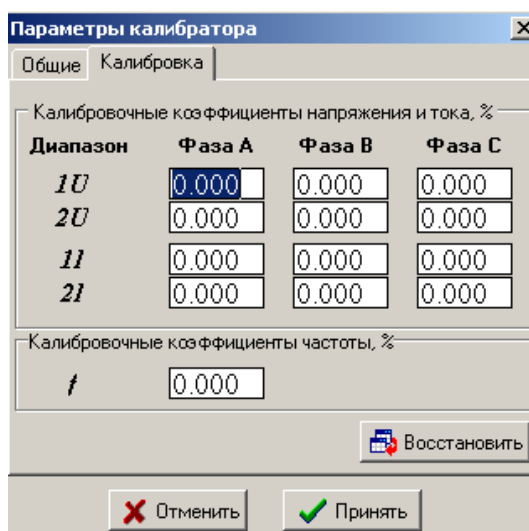 Параметры калибратора
Общие Калибровка
Калибровочные коэффициенты напряжения и тока, %
Диапазон Фаза A Фаза B Фаза C
1U 0.000 0.000 0.000
2U 0.000 0.000 0.000
1I 0.000 0.000 0.000
2I 0.000 0.000 0.000
Калибровочные коэффициенты частоты, %
f 0.000
Восстановить
Отменить Принять